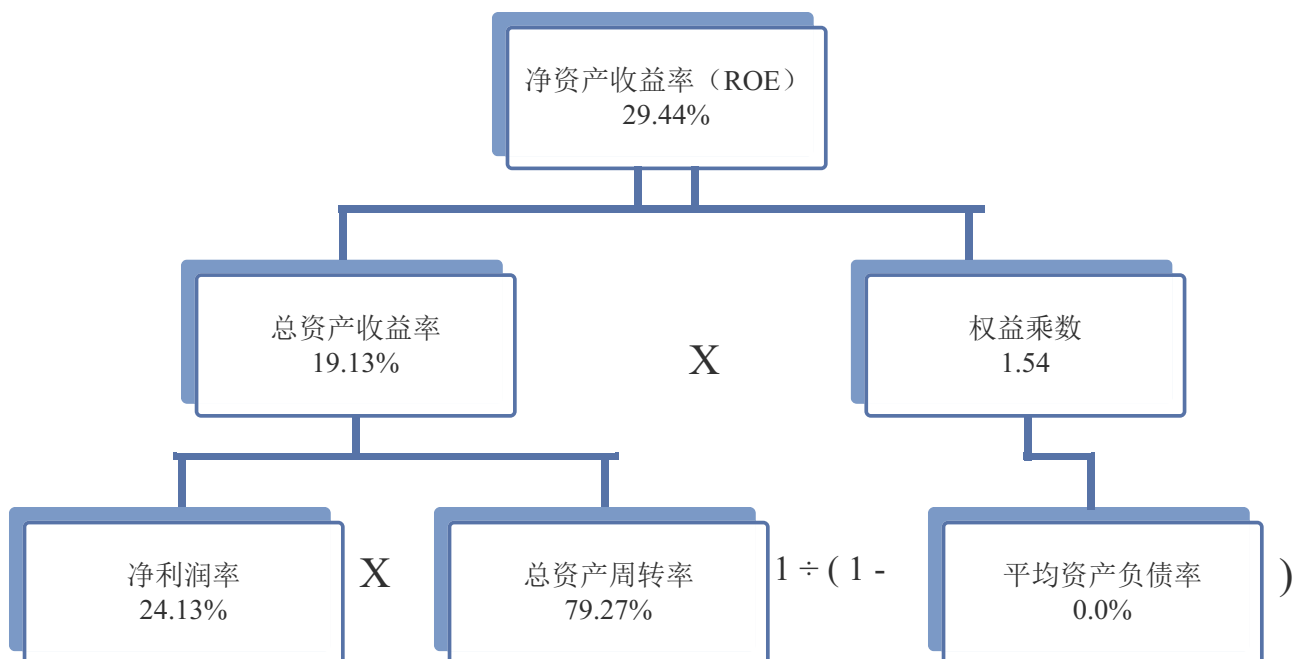 净资产收益率（ROE）
29.44%
总资产收益率
19.13%
X
权益乘数
1.54
净利润率
24.13%
X
总资产周转率
79.27%
1 ÷ ( 1 -
平均资产负债率
0.0%
)